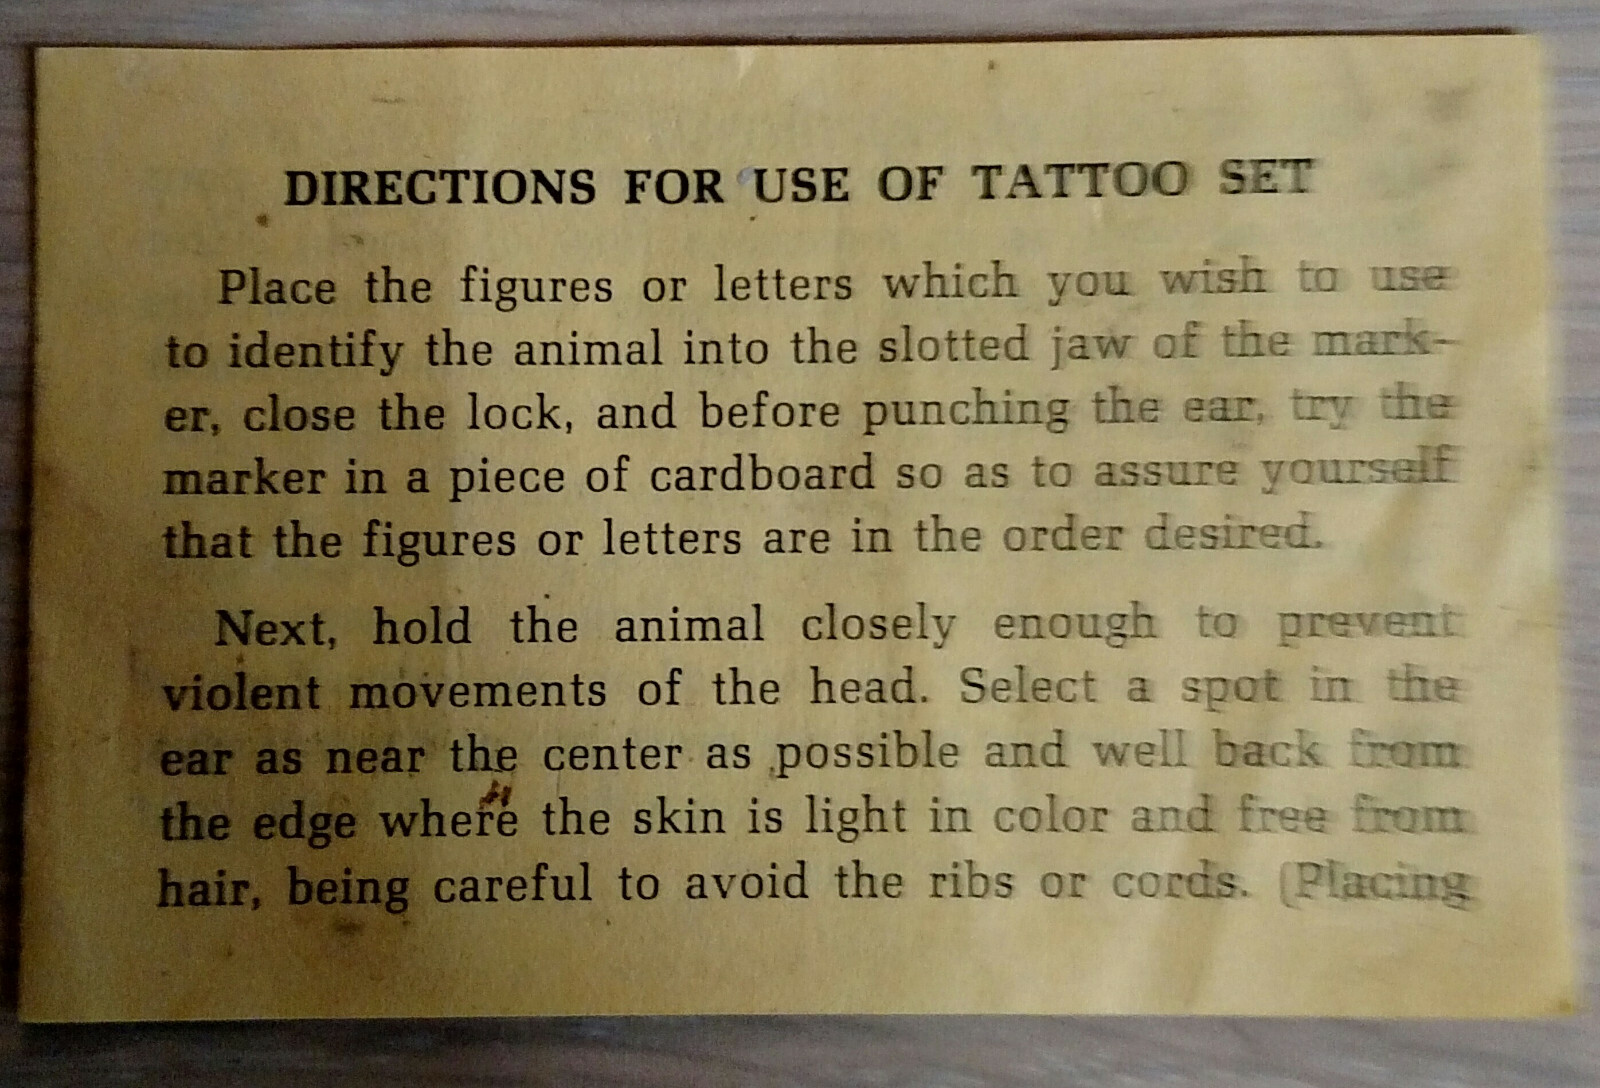 DIRECTIONS FOR USE OF TATTOO SET
Place the figures or letters which you wish to use
to identify the animal into the slotted jaw of the mark-
er, close the lock, and before punching the ear, try the
marker in a piece of cardboard so as to assure yourself
that the figures or letters are in the order desired.
Next, hold the animal closely enough to prevent
violent movements of the head. Select a spot in the
ear as near the center as possible and well back from
the edge where the skin is light in color and free from
hair, being careful to avoid the ribs or cords. (Placing